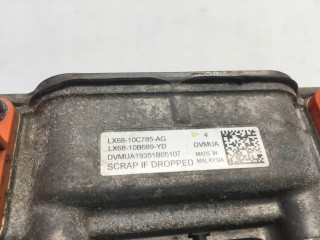 LX68-10C785-AG
LX68-10B689-YD
DVMUA19351B05107
SCRAP IF DROPPED
4
DVMUA
MADE IN
MALAYSIA